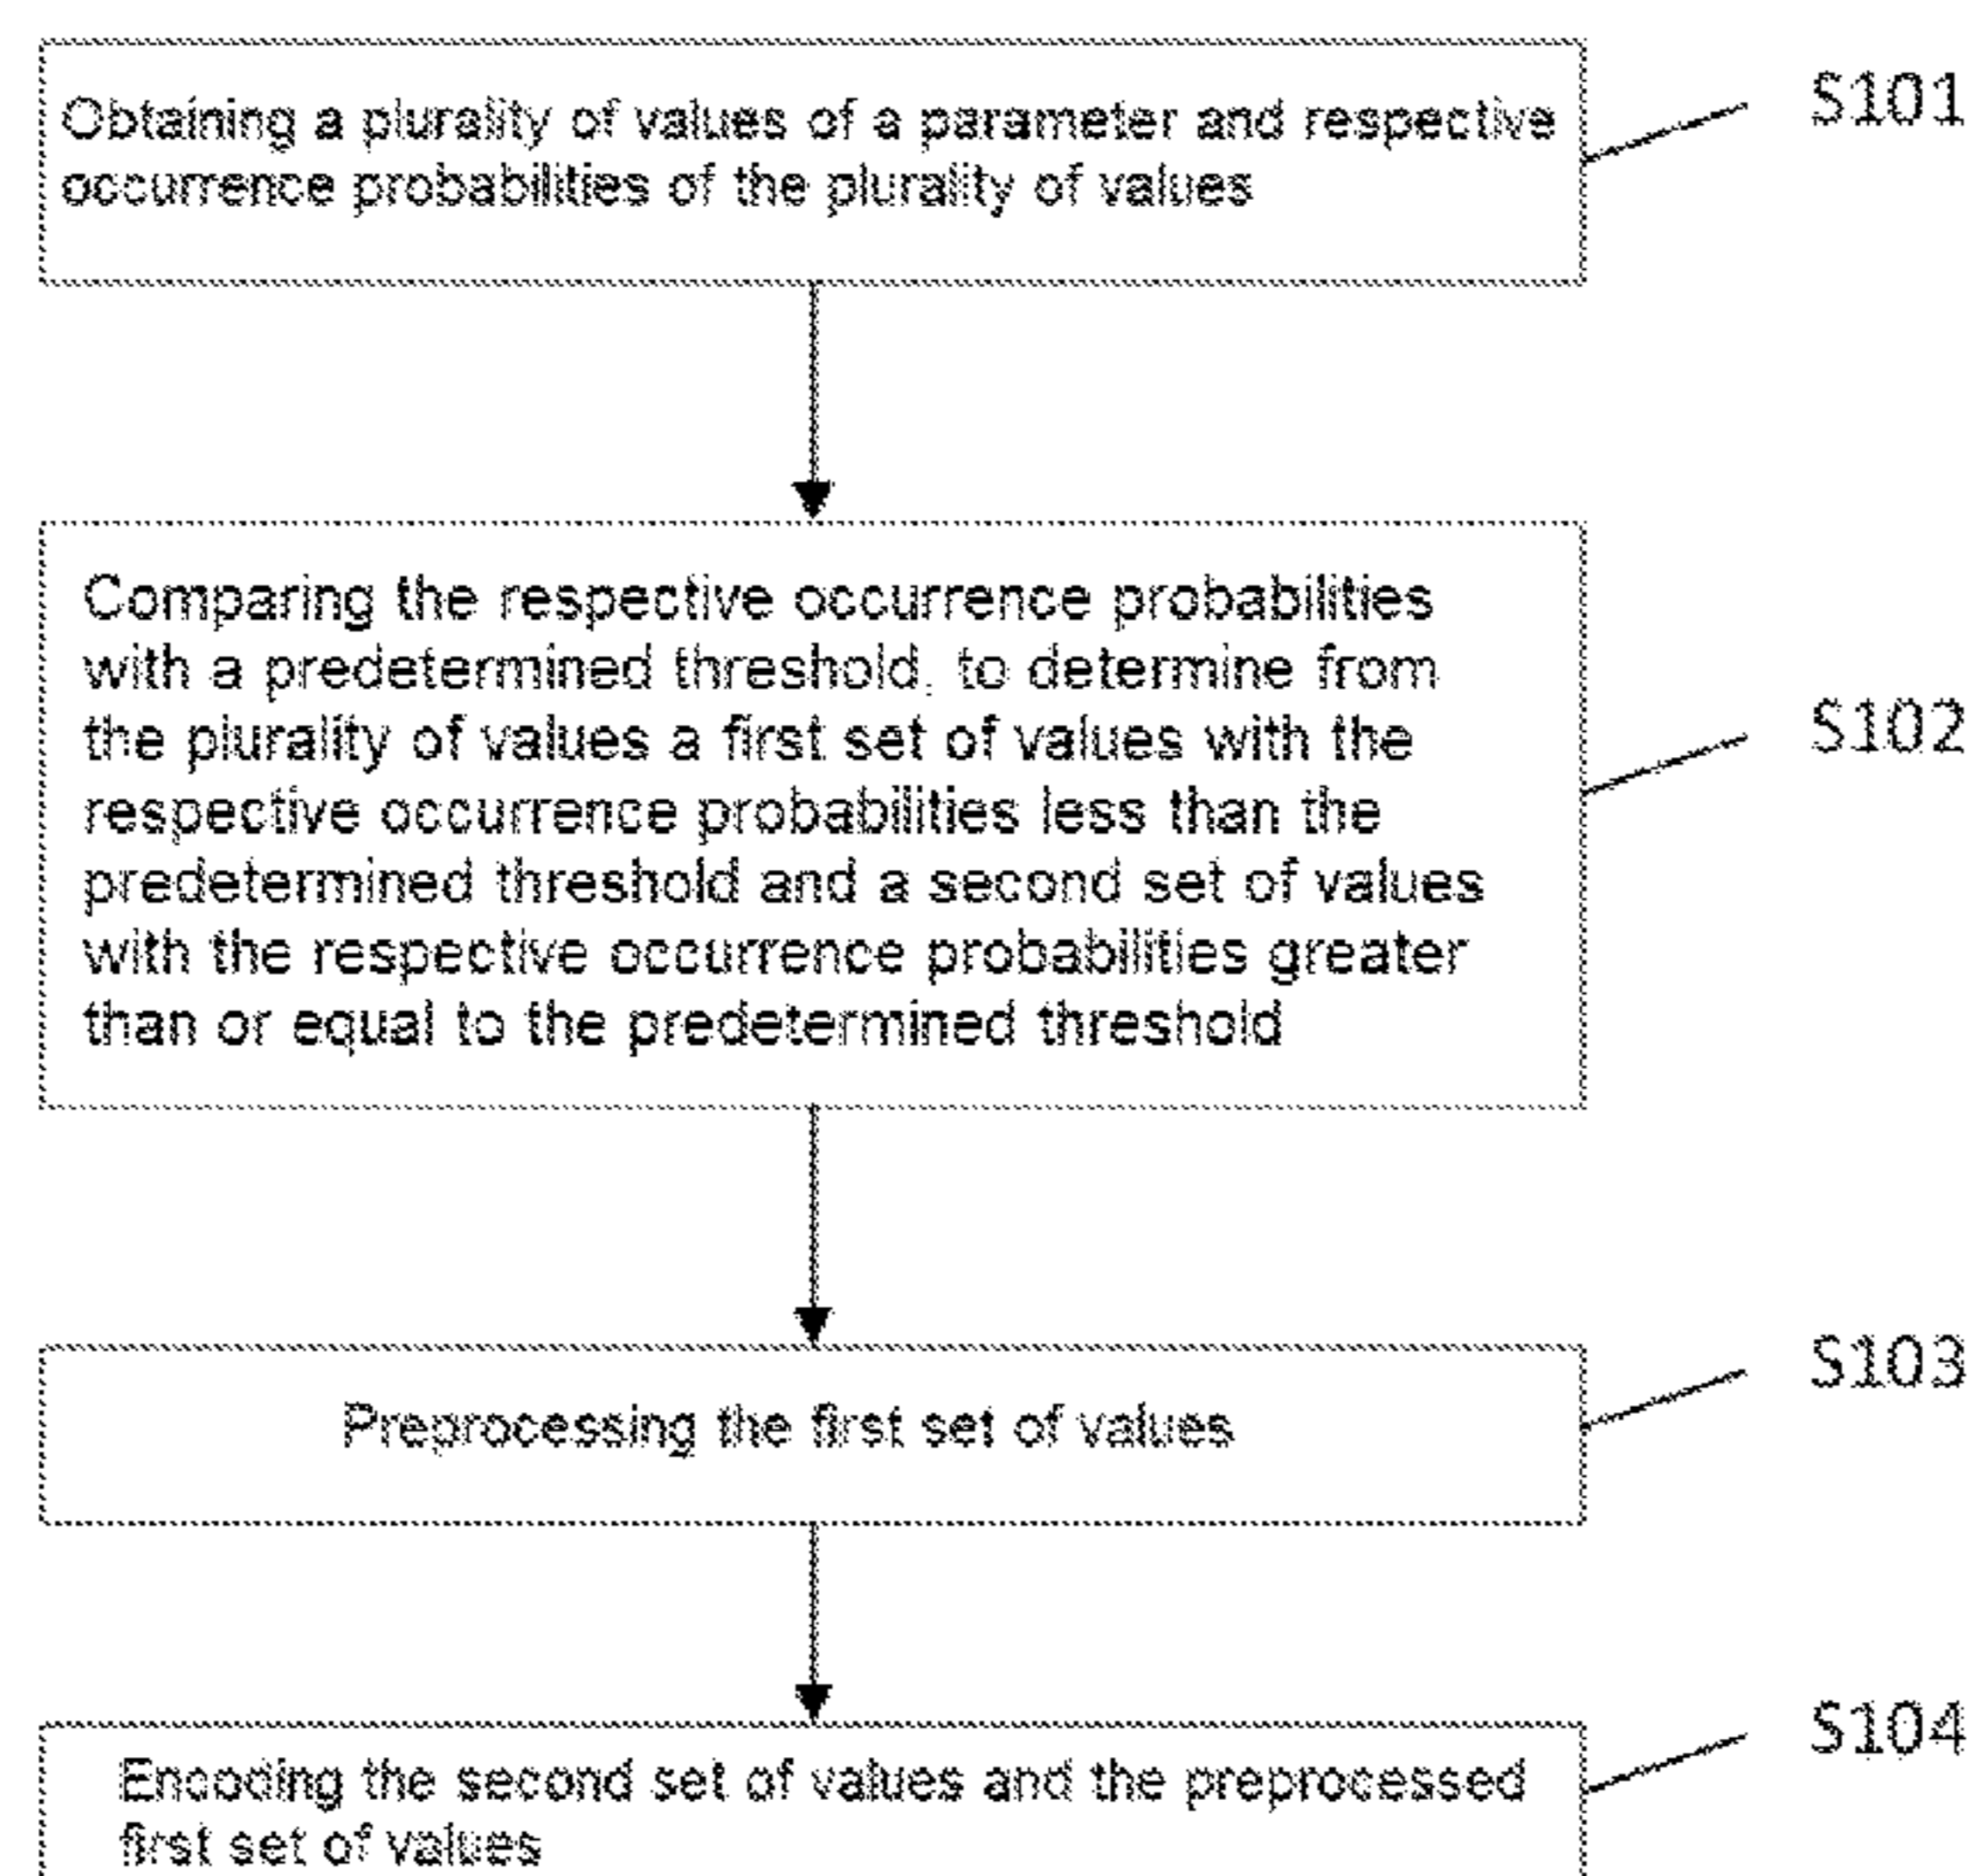 Obtaining a plurality of values of a parameter and respective
occurrence probabilities of the plurality of values
S101
Comparing the respective occurrence probabilities
with a predetermined threshold, to determine from
the plurality of values a first set of values with the
respective occurrence probabilities less than the
predetermined threshold and a second set of values
with the respective occurrence probabilities greater
than or equal to the predetermined threshold
S102
Preprocessing the first set of values
S103
Encoding the second set of values and the preprocessed
first set of values
S104